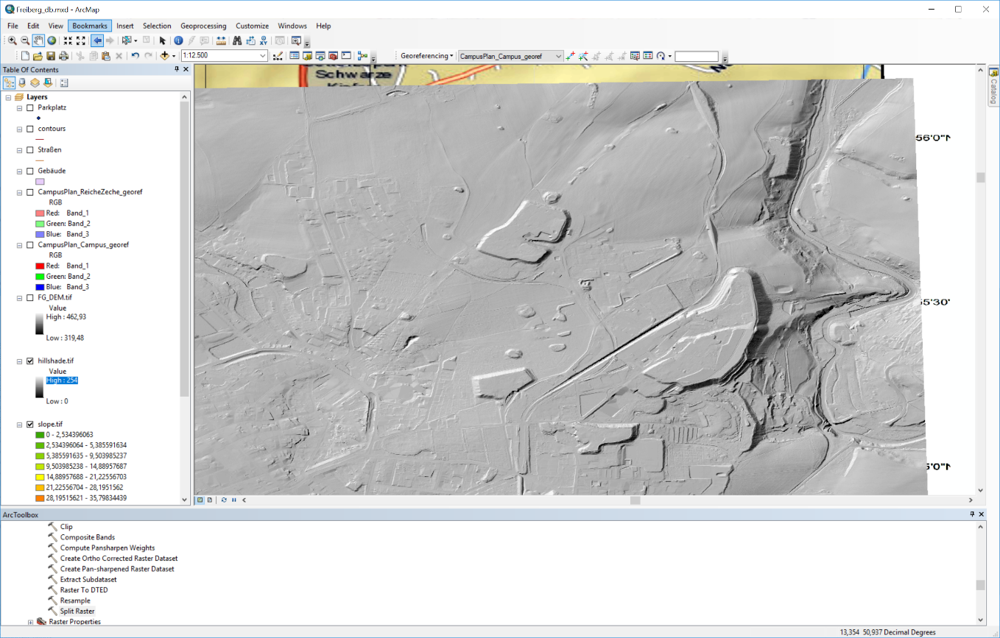 Freiberg_db.mxd - ArcMap
File Edit View Bookmarks Insert Selection Geoprocessing Customize Windows Help
1:12.500
Georeferencing
CampusPlan_Campus_georef
Table Of Contents
Layers
Parkplatz
contours
Straßen
Gebäude
CampusPlan_ReicheZeche_georef
RGB
Red: Band_1
Green: Band_2
Blue: Band_3
CampusPlan_Campus_georef
RGB
Red: Band_1
Green: Band_2
Blue: Band_3
FG_DEM.tif
Value
High : 462,93
Low : 319,48
hillshade.tif
Value
High : 254
Low : 0
slope.tif
0 - 2,534396063
2,534396064 - 5,385591634
5,385591635 - 9,503985237
9,503985238 - 14,88957687
14,88957688 - 21,22556703
21,22556704 - 28,1951562
28,19515621 - 35,79834439
Schwarze
56'0"N
5'30'
5'0"N
Catalog
ArcToolbox
Clip
Composite Bands
Compute Pansharpen Weights
Create Ortho Corrected Raster Dataset
Create Pan-sharpened Raster Dataset
Extract Subdataset
Raster To DTED
Resample
Split Raster
Raster Properties
13,354 50,937 Decimal Degrees